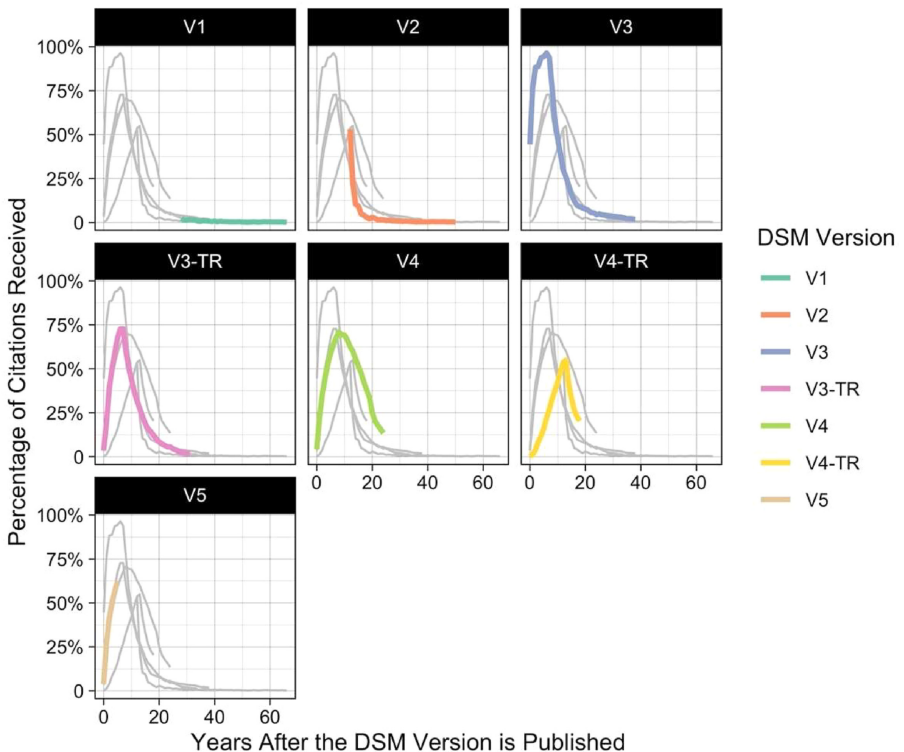 V1 V2 V3
100%
75%
50%
25%
0
V3-TR V4 V4-TR
100%
75%
50%
25%
0
0 20 40 60 0 20 40 60
V5
100%
75%
50%
25%
0
0 20 40 60
Percentage of Citations Received
Years After the DSM Version is Published
DSM Version
V1
V2
V3
V3-TR
V4
V4-TR
V5